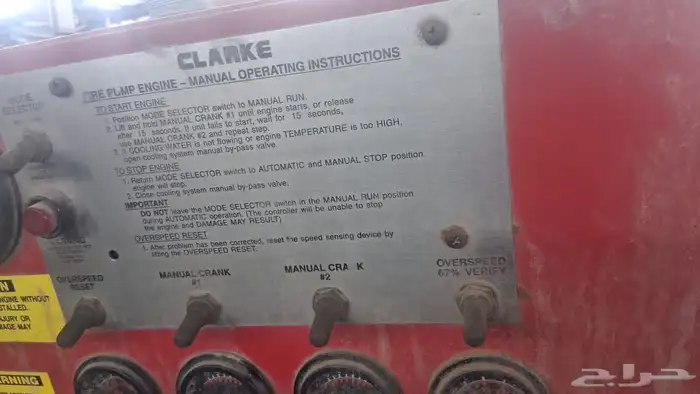 CLARKE
FIRE PUMP ENGINE – MANUAL OPERATING INSTRUCTIONS
MODE
SELECTOR
TO START ENGINE
1. Position MODE SELECTOR switch to MANUAL RUN.
2. Lift and hold MANUAL CRANK #1 until engine starts, or release
after 15 seconds. If unit fails to start, wait for 15 seconds,
use MANUAL CRANK #2 and repeat step.
3. If COOLING WATER is not flowing or engine TEMPERATURE is too HIGH,
open cooling system manual by-pass valve.
TO STOP ENGINE
1. Return MODE SELECTOR switch to AUTOMATIC and MANUAL STOP position.
engine will stop.
2. Close cooling system manual by-pass valve.
IMPORTANT
DO NOT leave the MODE SELECTOR switch in the MANUAL RUN position
during AUTOMATIC operation. (The controller will be unable to stop
the engine and DAMAGE MAY RESULT)
OVERSPEED RESET
1. After problem has been corrected, reset the speed sensing device by
lifting the OVERSPEED RESET.
OVERSPEED
RESET
MANUAL CRANK
#1
MANUAL CRA K
#2
OVERSPEED
67% VERIFY
ENGINE WITHOUT
INJURY OR
MAY
WARNING
حراج